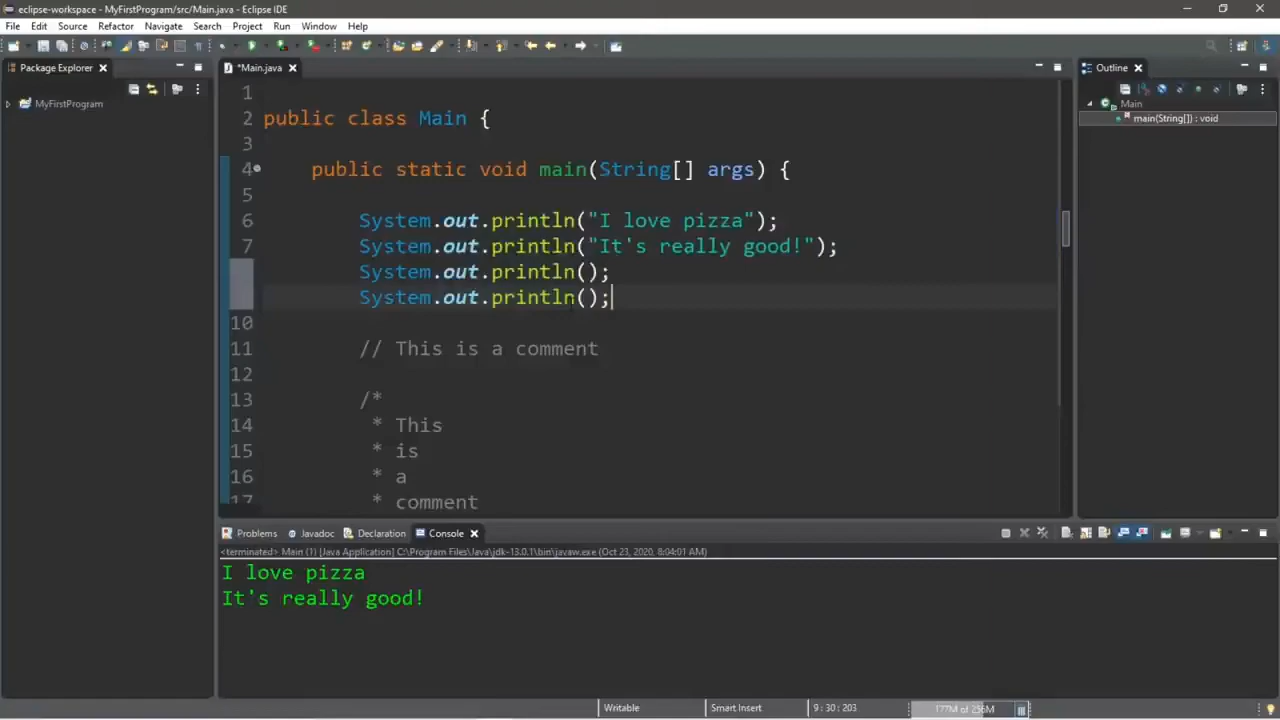 eclipse-workspace - MyFirstProgram/src/Main.java - Eclipse IDE
File Edit Source Refactor Navigate Search Project Run Window Help
Package Explorer
*Main.java
Outline
MyFirstProgram
Main
main(String[]) : void
1
2 public class Main {
3
4 public static void main(String[] args) {
5
6 System.out.println("I love pizza");
7 System.out.println("It's really good!");
System.out.println();
System.out.println();
10
11 // This is a comment
12
13 /*
14 * This
15 * is
16 * a
17 * comment
Problems Javadoc Declaration Console
<terminated> Main (1) [Java Application] C:\Program Files\Java\jdk-13.0.1\bin\javaw.exe (Oct 23, 2020, 8:04:01 AM)
I love pizza
It's really good!
Writable Smart Insert 9 : 30 : 203 177M of 256M